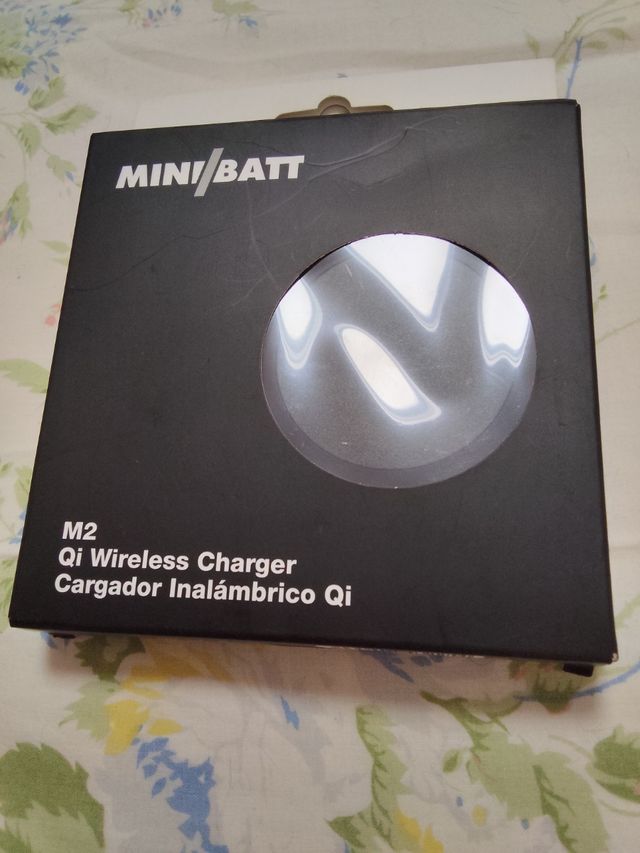 MINI/BATT
M2
Qi Wireless Charger
Cargador Inalámbrico Qi